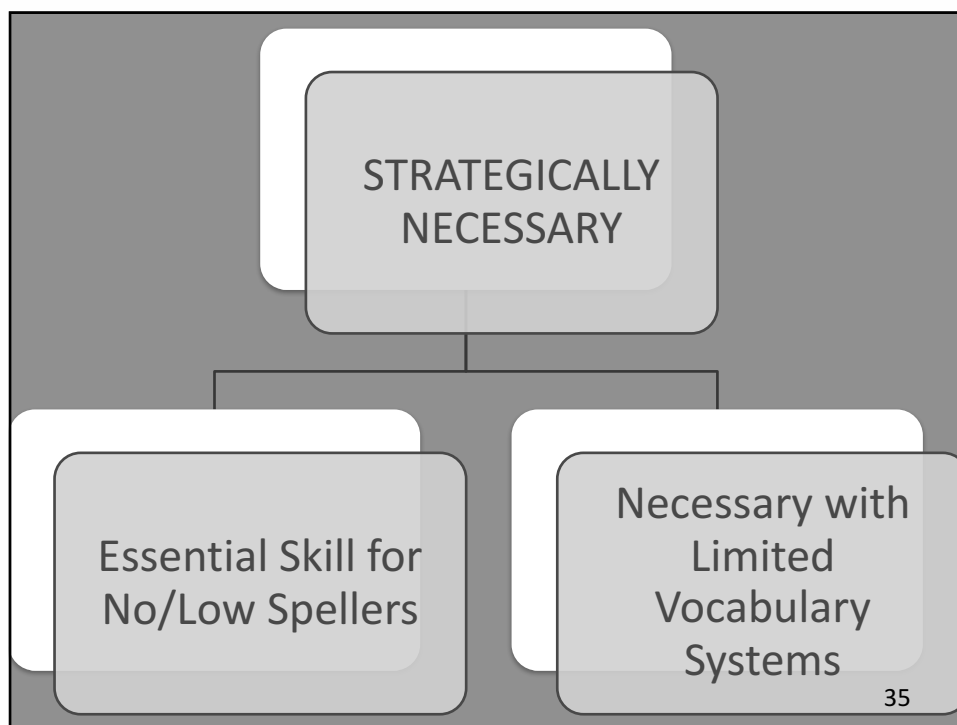 STRATEGICALLY
NECESSARY
Essential Skill for
No/Low Spellers
Necessary with
Limited
Vocabulary
Systems
35